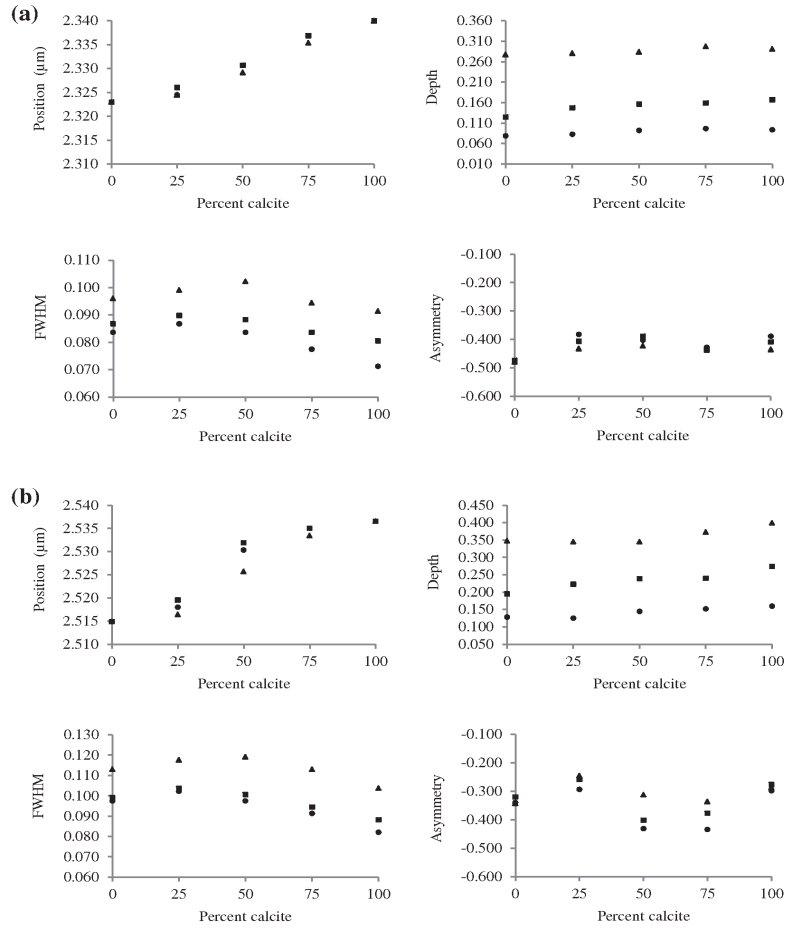 (a)
Position (µm)
2.340
2.335
2.330
2.325
2.320
2.315
2.310
0 25 50 75 100
Percent calcite
Depth
0.360
0.310
0.260
0.210
0.160
0.110
0.060
0.010
0 25 50 75 100
Percent calcite
FWHM
0.110
0.100
0.090
0.080
0.070
0.060
0 25 50 75 100
Percent calcite
Asymmetry
-0.100
-0.200
-0.300
-0.400
-0.500
-0.600
0 25 50 75 100
Percent calcite
(b)
Position (µm)
2.540
2.535
2.530
2.525
2.520
2.515
2.510
0 25 50 75 100
Percent calcite
Depth
0.450
0.400
0.350
0.300
0.250
0.200
0.150
0.100
0.050
0 25 50 75 100
Percent calcite
FWHM
0.130
0.120
0.110
0.100
0.090
0.080
0.070
0.060
0 25 50 75 100
Percent calcite
Asymmetry
-0.100
-0.200
-0.300
-0.400
-0.500
-0.600
0 25 50 75 100
Percent calcite